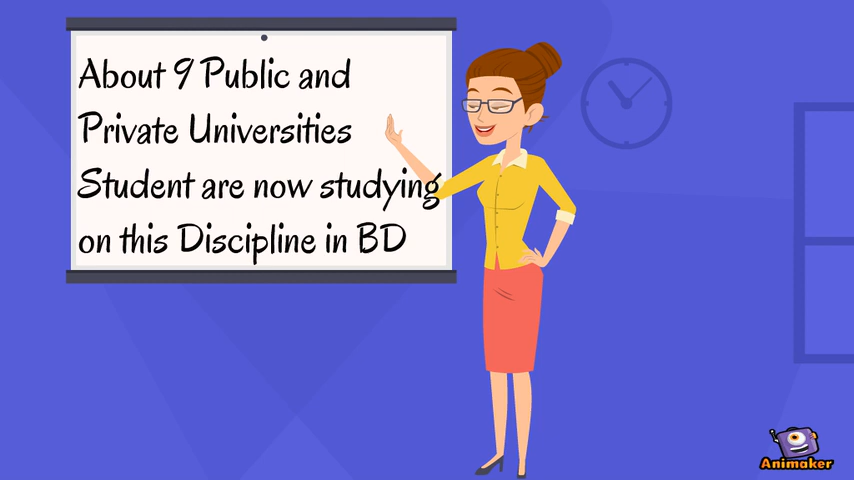 About 9 Public and
Private Universities
Student are now studying
on this Discipline in BD
Animaker